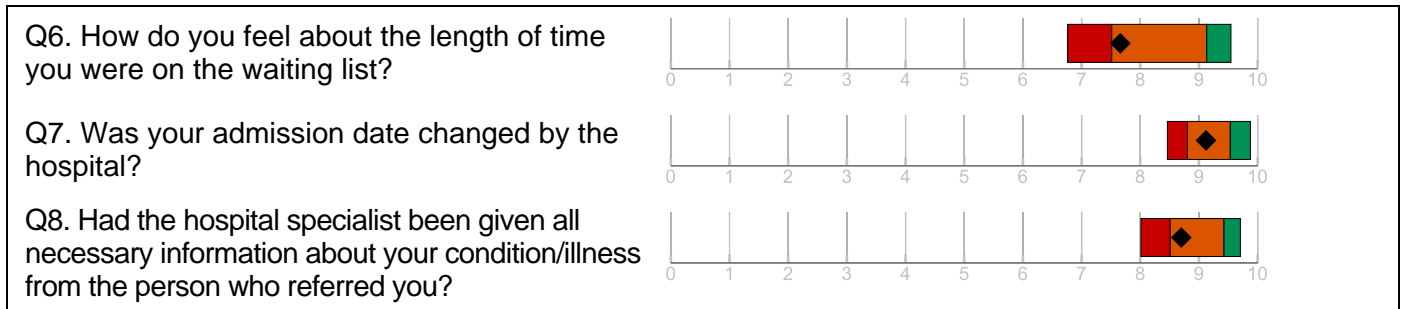 Q6. How do you feel about the length of time
you were on the waiting list?
0 1 2 3 4 5 6 7 8 9 10
Q7. Was your admission date changed by the
hospital?
0 1 2 3 4 5 6 7 8 9 10
Q8. Had the hospital specialist been given all
necessary information about your condition/illness
from the person who referred you?
0 1 2 3 4 5 6 7 8 9 10